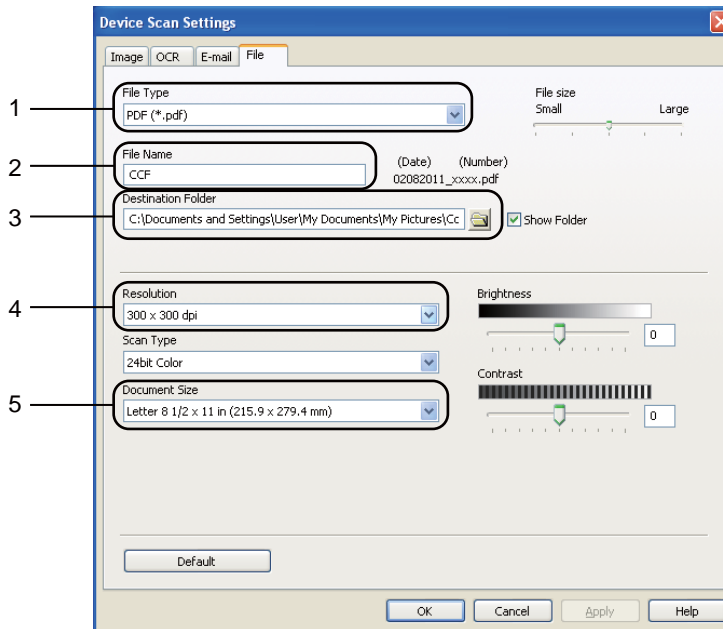 Device Scan Settings
Image OCR E-mail File
1
File Type
PDF (*.pdf)
File size
Small Large
2
File Name
CCF
(Date) (Number)
02082011_xxxx.pdf
3
Destination Folder
C:\Documents and Settings\User\My Documents\My Pictures\Cc
Show Folder
4
Resolution
300 x 300 dpi
Brightness
0
Scan Type
24bit Color
Contrast
0
5
Document Size
Letter 8 1/2 x 11 in (215.9 x 279.4 mm)
Default
OK Cancel Apply Help